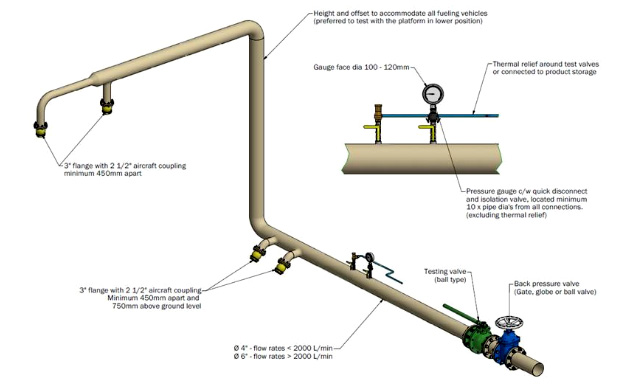 Height and offset to accommodate all fueling vehicles
(preferred to test with the platform in lower position)
Gauge face dia 100 - 120mm
Thermal relief around test valves
or connected to product storage
3" flange with 2 1/2" aircraft coupling
minimum 450mm apart
Pressure gauge c/w quick disconnect
and isolation valve, located minimum
10 x pipe dia's from all connections.
(excluding thermal relief)
3" flange with 2 1/2" aircraft coupling
Minimum 450mm apart and
750mm above ground level
Testing valve
(ball type)
Back pressure valve
(Gate, globe or ball valve)
Ø 4" - flow rates < 2000 L/min
Ø 6" - flow rates > 2000 L/min